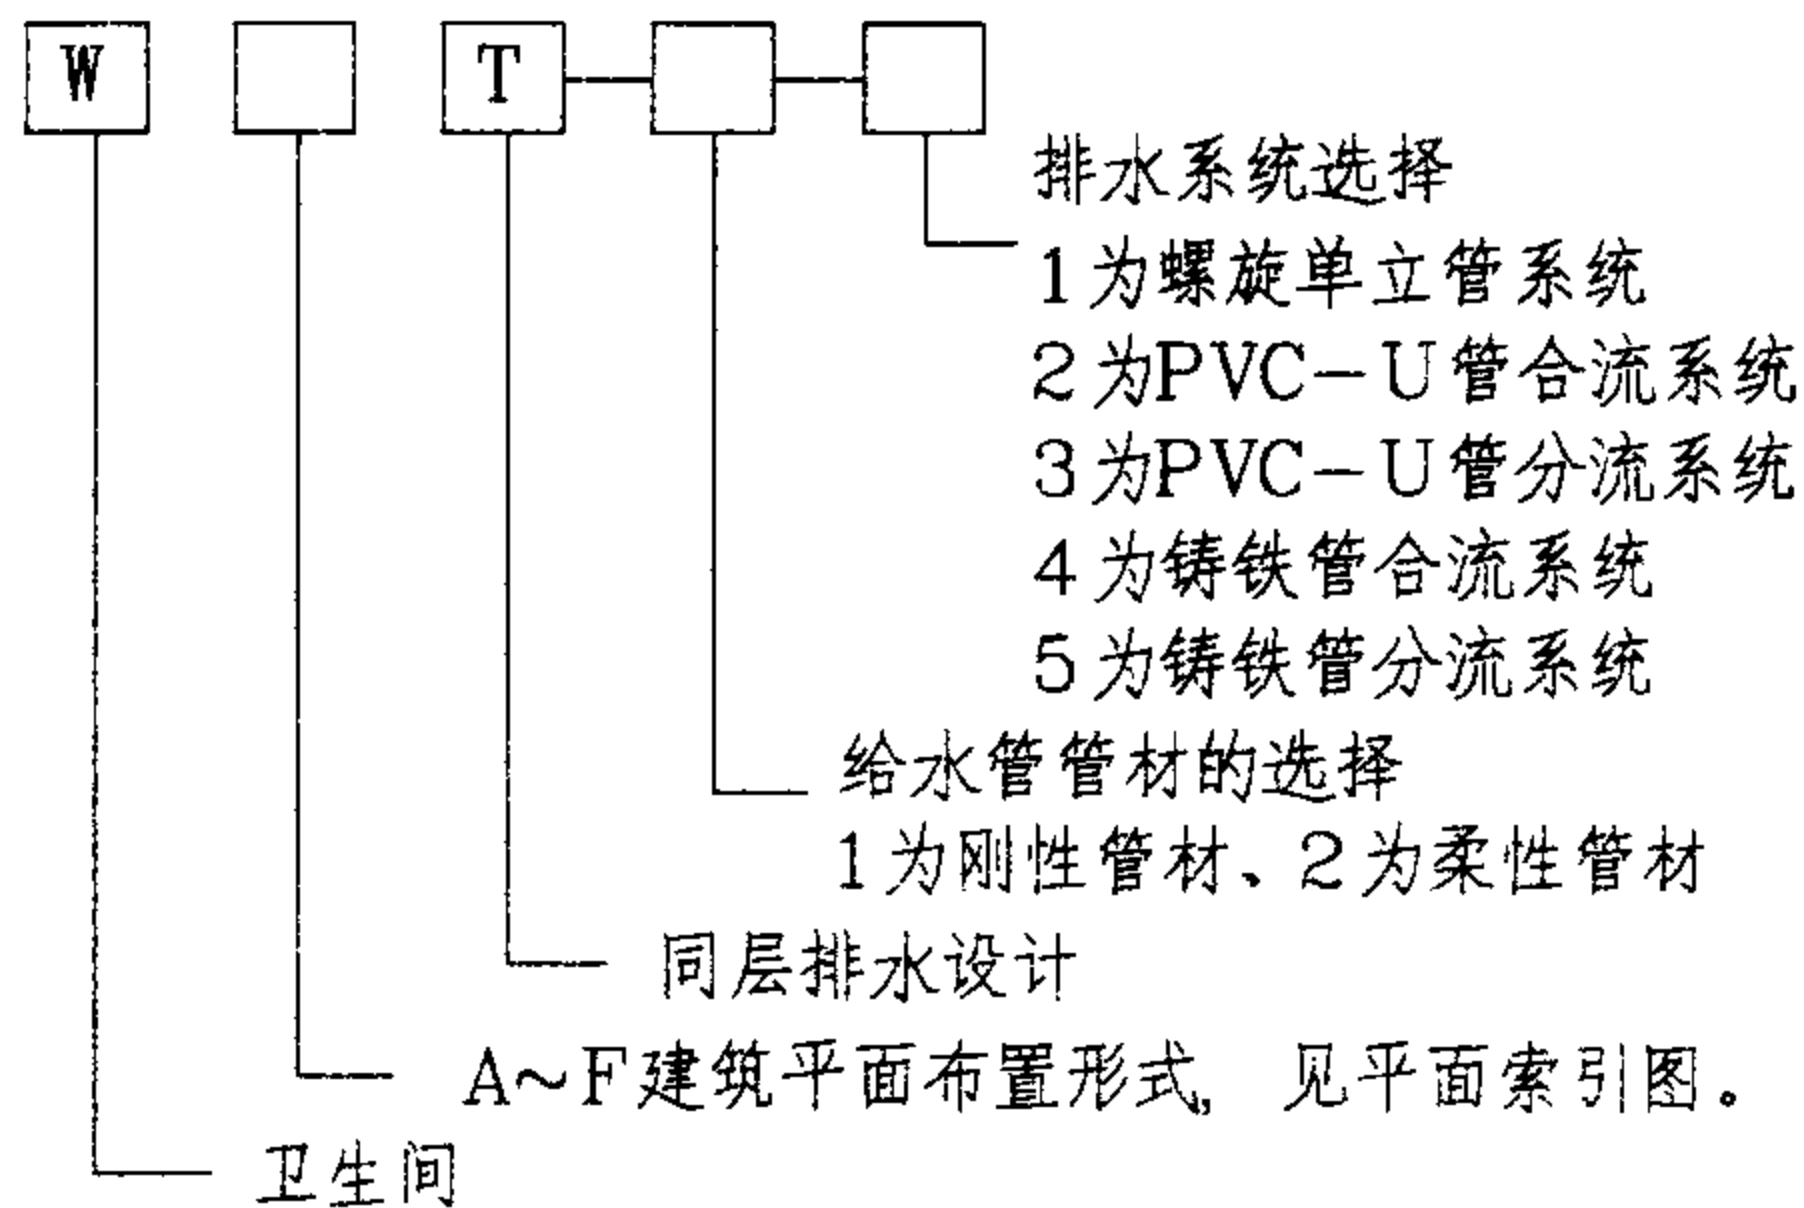 W T
排水系统选择
1为螺旋单立管系统
2为PVC-U管合流系统
3为PVC-U管分流系统
4为铸铁管合流系统
5为铸铁管分流系统
给水管管材的选择
1为刚性管材、2为柔性管材
同层排水设计
A~F建筑平面布置形式, 见平面索引图。
卫生间